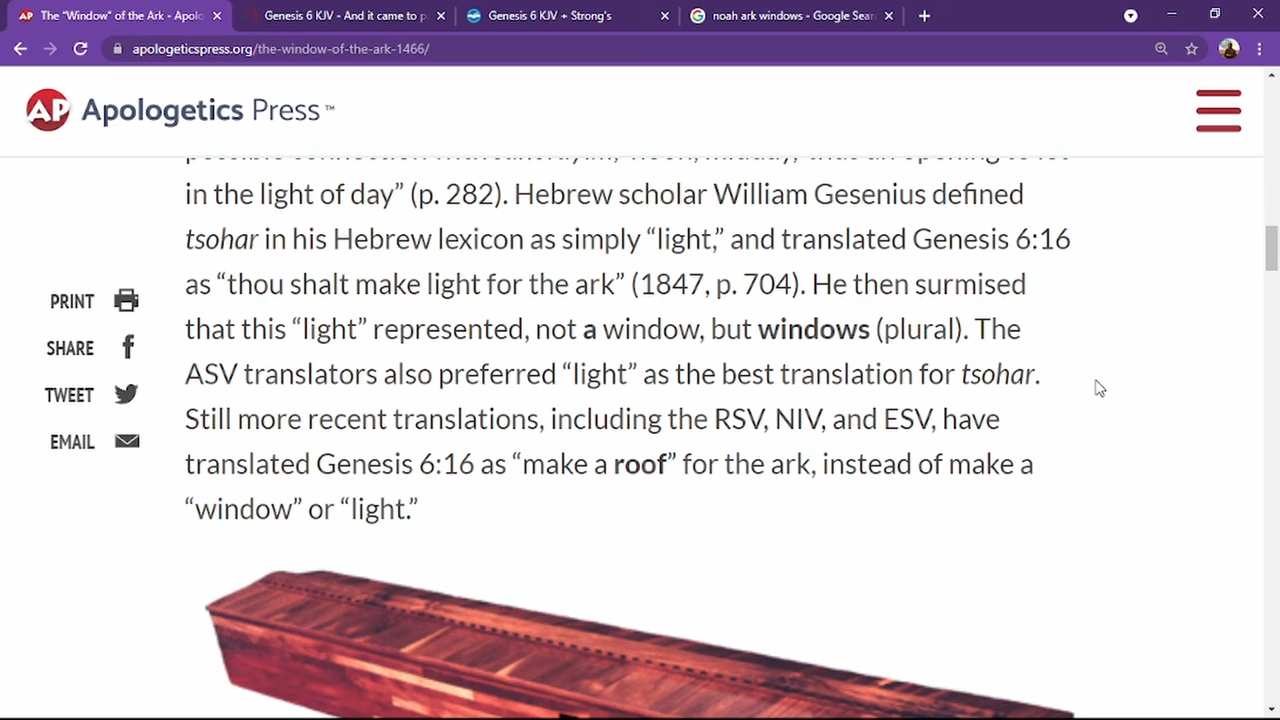 The "Window" of the Ark - Apolo
Genesis 6 KJV - And it came to p
Genesis 6 KJV + Strong's
noah ark windows - Google Sear
apologeticspress.org/the-window-of-the-ark-1466/
AP Apologetics Press™
in the light of day” (p. 282). Hebrew scholar William Gesenius defined
tsohar in his Hebrew lexicon as simply “light,” and translated Genesis 6:16
as “thou shalt make light for the ark” (1847, p. 704). He then surmised
that this “light” represented, not a window, but windows (plural). The
ASV translators also preferred “light” as the best translation for tsohar.
Still more recent translations, including the RSV, NIV, and ESV, have
translated Genesis 6:16 as “make a roof” for the ark, instead of make a
“window” or “light.”
PRINT
SHARE
TWEET
EMAIL